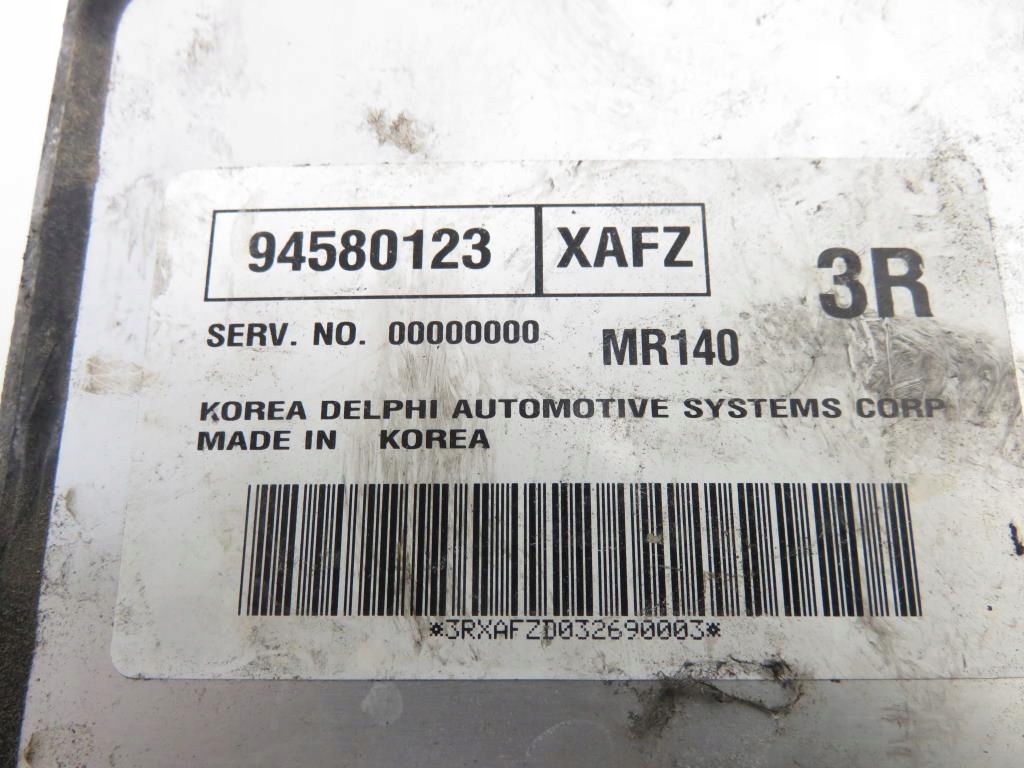 94580123 XAFZ
3R
SERV. NO. 00000000 MR140
KOREA DELPHI AUTOMOTIVE SYSTEMS CORP
MADE IN KOREA
*3RXAFZD032690003*